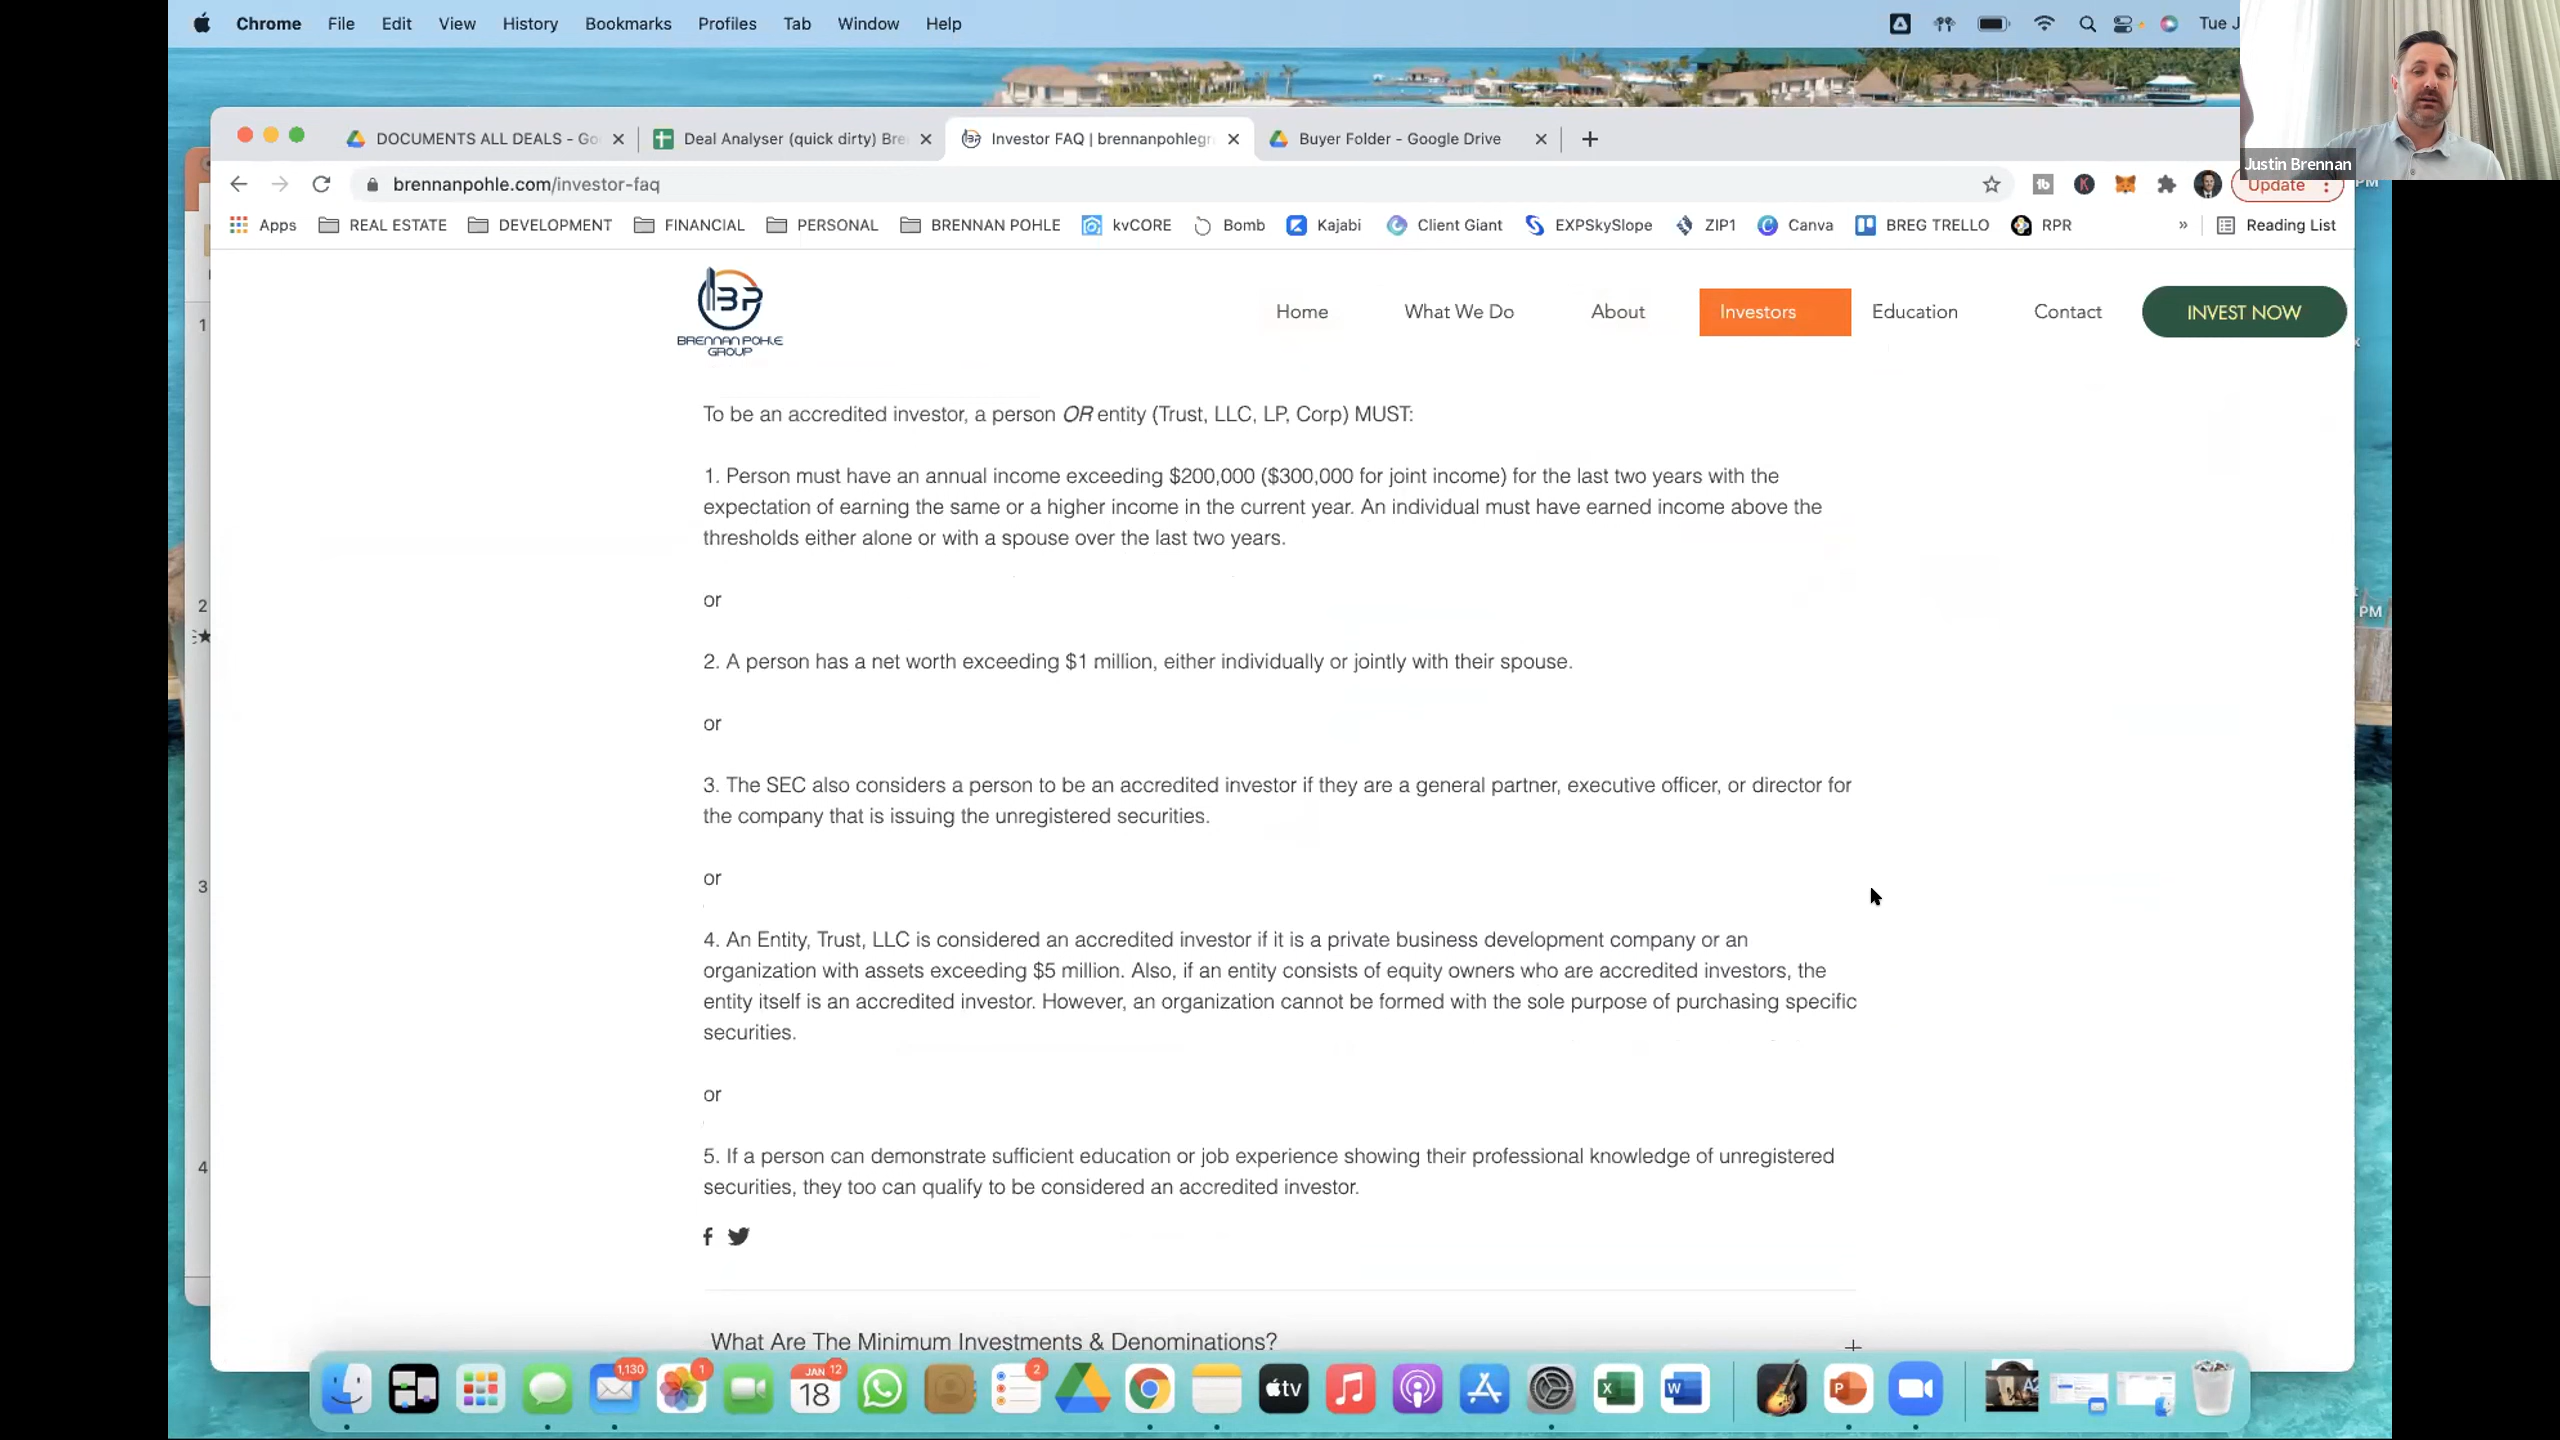 Chrome File Edit View History Bookmarks Profiles Tab Window Help Tue J
DOCUMENTS ALL DEALS - Go
Deal Analyser (quick dirty) Bre
Investor FAQ | brennanpohlegr
Buyer Folder - Google Drive
Justin Brennan
brennanpohle.com/investor-faq
Update
PM
Apps REAL ESTATE DEVELOPMENT FINANCIAL PERSONAL BRENNAN POHLE kvCORE Bomb Kajabi Client Giant EXPSkySlope ZIP1 Canva BREG TRELLO RPR » Reading List
BP
BRENNAN POHLE
GROUP
Home What We Do About Investors Education Contact INVEST NOW
1
To be an accredited investor, a person OR entity (Trust, LLC, LP, Corp) MUST:
1. Person must have an annual income exceeding $200,000 ($300,000 for joint income) for the last two years with the
expectation of earning the same or a higher income in the current year. An individual must have earned income above the
thresholds either alone or with a spouse over the last two years.
or
2
PM
2. A person has a net worth exceeding $1 million, either individually or jointly with their spouse.
or
3. The SEC also considers a person to be an accredited investor if they are a general partner, executive officer, or director for
the company that is issuing the unregistered securities.
or
3
4. An Entity, Trust, LLC is considered an accredited investor if it is a private business development company or an
organization with assets exceeding $5 million. Also, if an entity consists of equity owners who are accredited investors, the
entity itself is an accredited investor. However, an organization cannot be formed with the sole purpose of purchasing specific
securities.
or
4
5. If a person can demonstrate sufficient education or job experience showing their professional knowledge of unregistered
securities, they too can qualify to be considered an accredited investor.
What Are The Minimum Investments & Denominations? +
1,130
1
JAN 12
18
2
tv
X
W
P